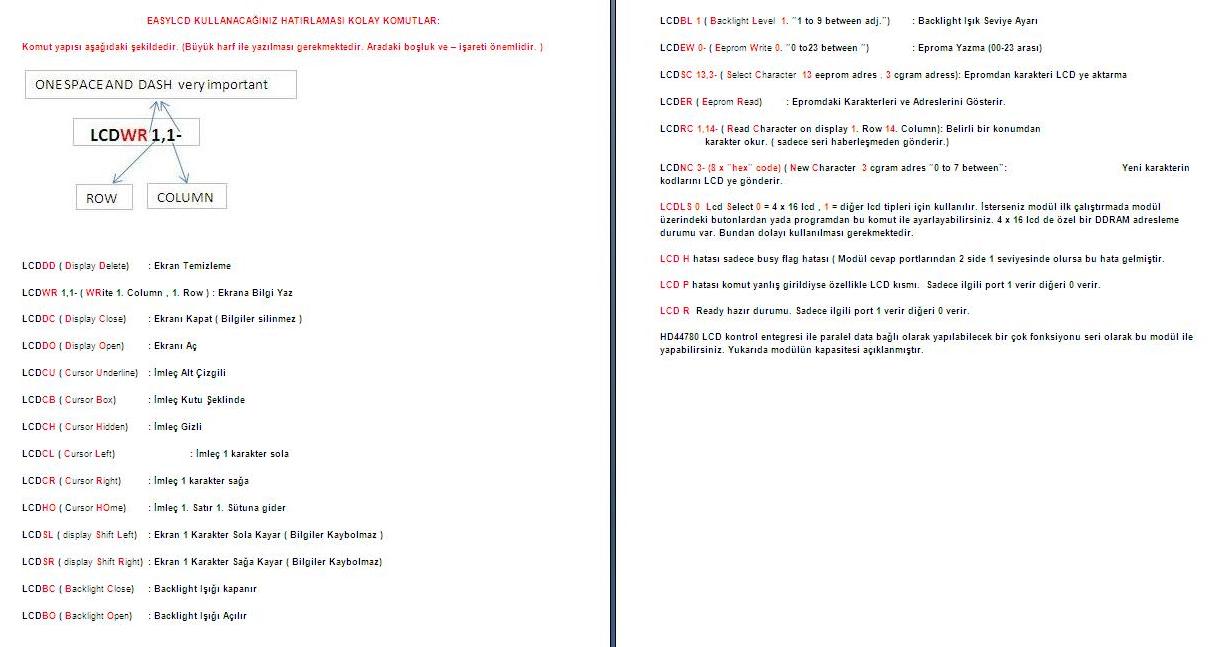 EASYLCD KULLANACAĞINIZ HATIRLAMASI KOLAY KOMUTLAR:
Komut yapısı aşağıdaki şekildedir. (Büyük harf ile yazılması gerekmektedir. Aradaki boşluk ve – işareti önemlidir. )
ONE SPACE AND DASH very important
LCDWR 1,1-
ROW
COLUMN
LCDDD ( Display Delete) : Ekran Temizleme
LCDWR 1,1- ( WRite 1. Column , 1. Row ) : Ekrana Bilgi Yaz
LCDDC ( Display Close) : Ekranı Kapat ( Bilgiler silinmez )
LCDDO ( Display Open) : Ekranı Aç
LCDCU ( Cursor Underline) : İmleç Alt Çizgili
LCDCB ( Cursor Box) : İmleç Kutu Şeklinde
LCDCH ( Cursor Hidden) : İmleç Gizli
LCDCL ( Cursor Left) : İmleç 1 karakter sola
LCDCR ( Cursor Right) : İmleç 1 karakter sağa
LCDHO ( Cursor HOme) : İmleç 1. Satır 1. Sütuna gider
LCDSL ( display Shift Left) : Ekran 1 Karakter Sola Kayar ( Bilgiler Kaybolmaz )
LCDSR ( display Shift Right) : Ekran 1 Karakter Sağa Kayar ( Bilgiler Kaybolmaz)
LCDBC ( Backlight Close) : Backlight Işığı kapanır
LCDBO ( Backlight Open) : Backlight Işığı Açılır
LCDBL 1 ( Backlight Level 1. "1 to 9 between adj.") : Backlight Işık Seviye Ayarı
LCDEW 0- ( Eeprom Write 0. "0 to23 between ") : Eproma Yazma (00-23 arası)
LCDSC 13,3- ( Select Character 13 eeprom adres , 3 cgram adress): Epromdan karakteri LCD ye aktarma
LCDER ( Eeprom Read) : Epromdaki Karakterleri ve Adreslerini Gösterir.
LCDRC 1,14- ( Read Character on display 1. Row 14. Column): Belirli bir konumdan
karakter okur. ( sadece seri haberleşmeden gönderir.)
LCDNC 3- (8 x "hex" code) ( New Character 3 cgram adres "0 to 7 between": Yeni karakterin
kodlarını LCD ye gönderir.
LCDLS 0 Lcd Select 0 = 4 x 16 lcd , 1 = diğer lcd tipleri için kullanılır. İsterseniz modül ilk çalıştırmada modül
üzerindeki butonlardan yada programdan bu komut ile ayarlayabilirsiniz. 4 x 16 lcd de özel bir DDRAM adresleme
durumu var. Bundan dolayı kullanılması gerekmektedir.
LCD H hatası sadece busy flag hatası ( Modül cevap portlarından 2 side 1 seviyesinde olursa bu hata gelmiştir.
LCD P hatası komut yanlış girildiyse özellikle LCD kısmı. Sadece ilgili port 1 verir diğeri 0 verir.
LCD R Ready hazır durumu. Sadece ilgili port 1 verir diğeri 0 verir.
HD44780 LCD kontrol entegresi ile paralel data bağlı olarak yapılabilecek bir çok fonksiyonu seri olarak bu modül ile
yapabilirsiniz. Yukarıda modülün kapasitesi açıklanmıştır.